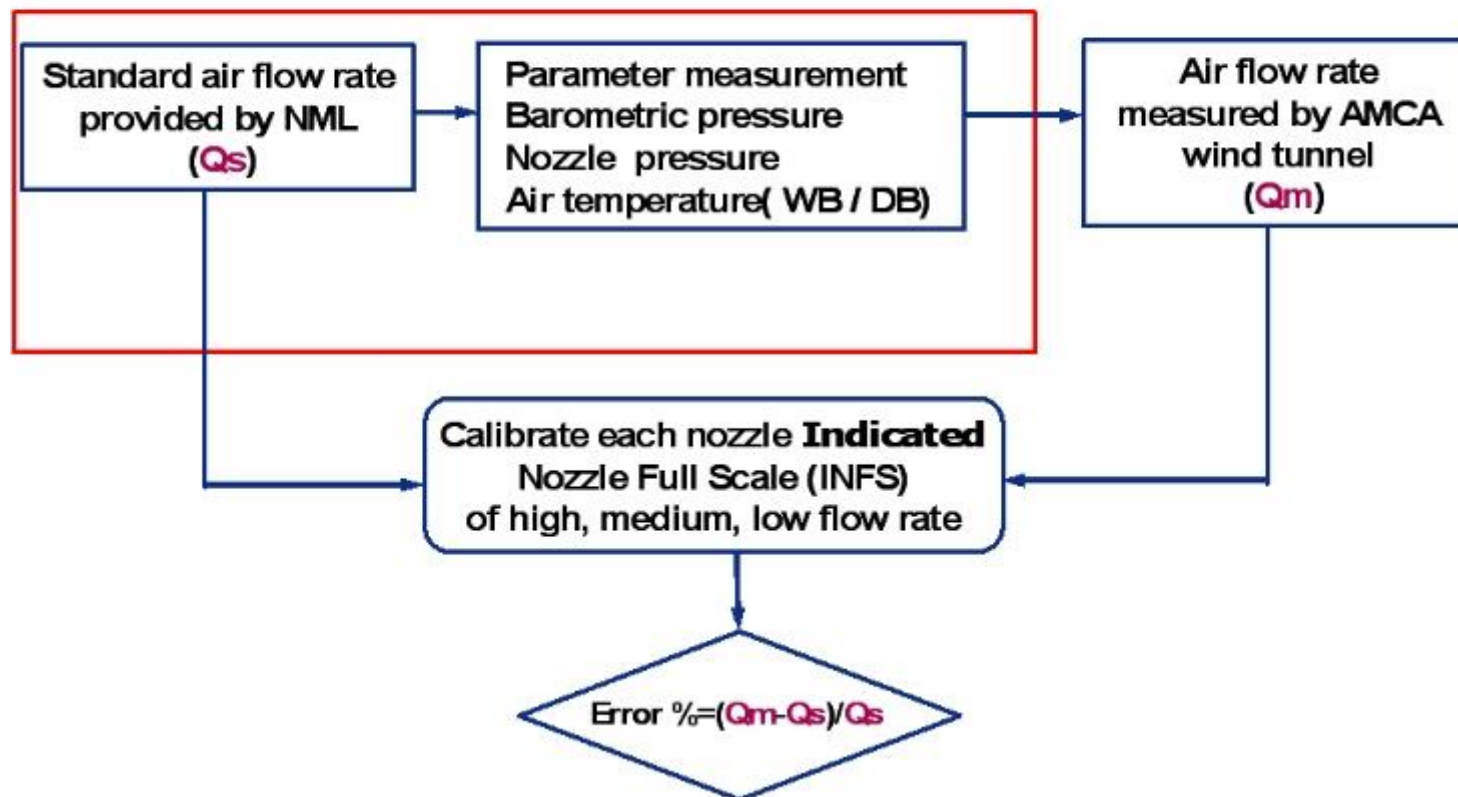 Standard air flow rate
provided by NML
(Qs)
Parameter measurement
Barometric pressure
Nozzle pressure
Air temperature( WB / DB)
Air flow rate
measured by AMCA
wind tunnel
(Qm)
Calibrate each nozzle Indicated
Nozzle Full Scale (INFS)
of high, medium, low flow rate
Error %=(Qm-Qs)/Qs